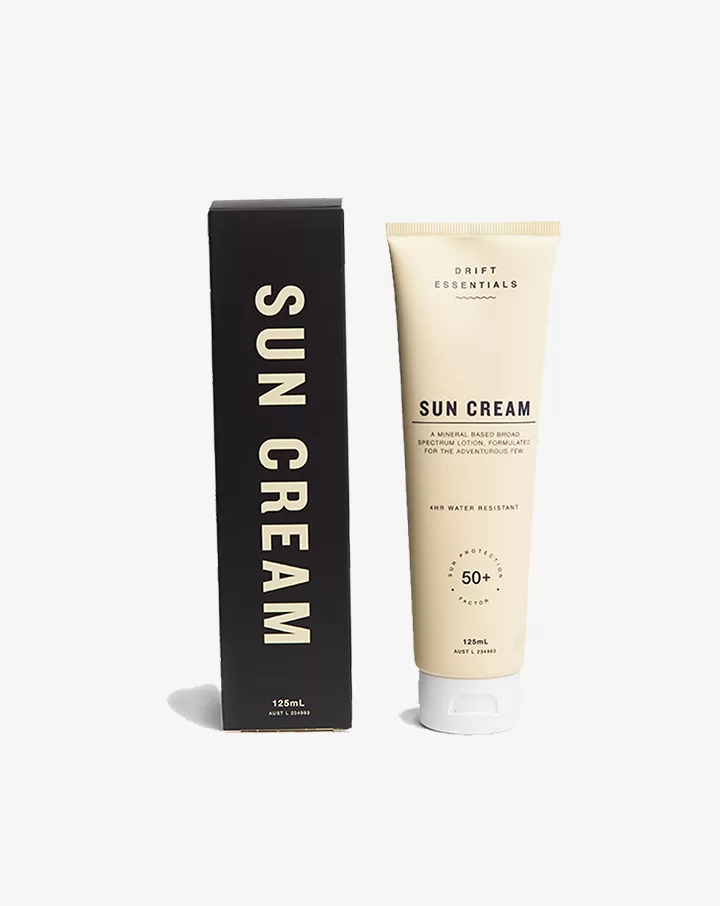 SUN CREAM
125mL
AUST L 234993
DRIFT
ESSENTIALS
SUN CREAM
A MINERAL BASED BROAD
SPECTRUM LOTION, FORMULATED
FOR THE ADVENTUROUS FEW.
4HR WATER RESISTANT
SUN PROTECTION
50+
FACTOR
125mL
AUST L 234993